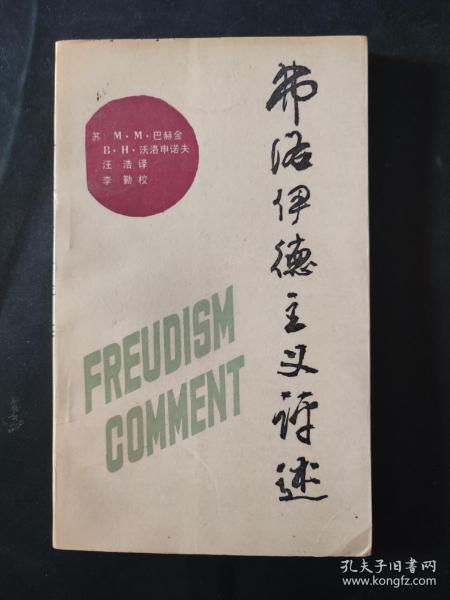 苏 M·M·巴赫金
B·H·沃洛申诺夫
汪浩译
李勤校
弗洛伊德主义评述
FREUDISM
COMMENT
孔夫子旧书网
www.kongfz.com